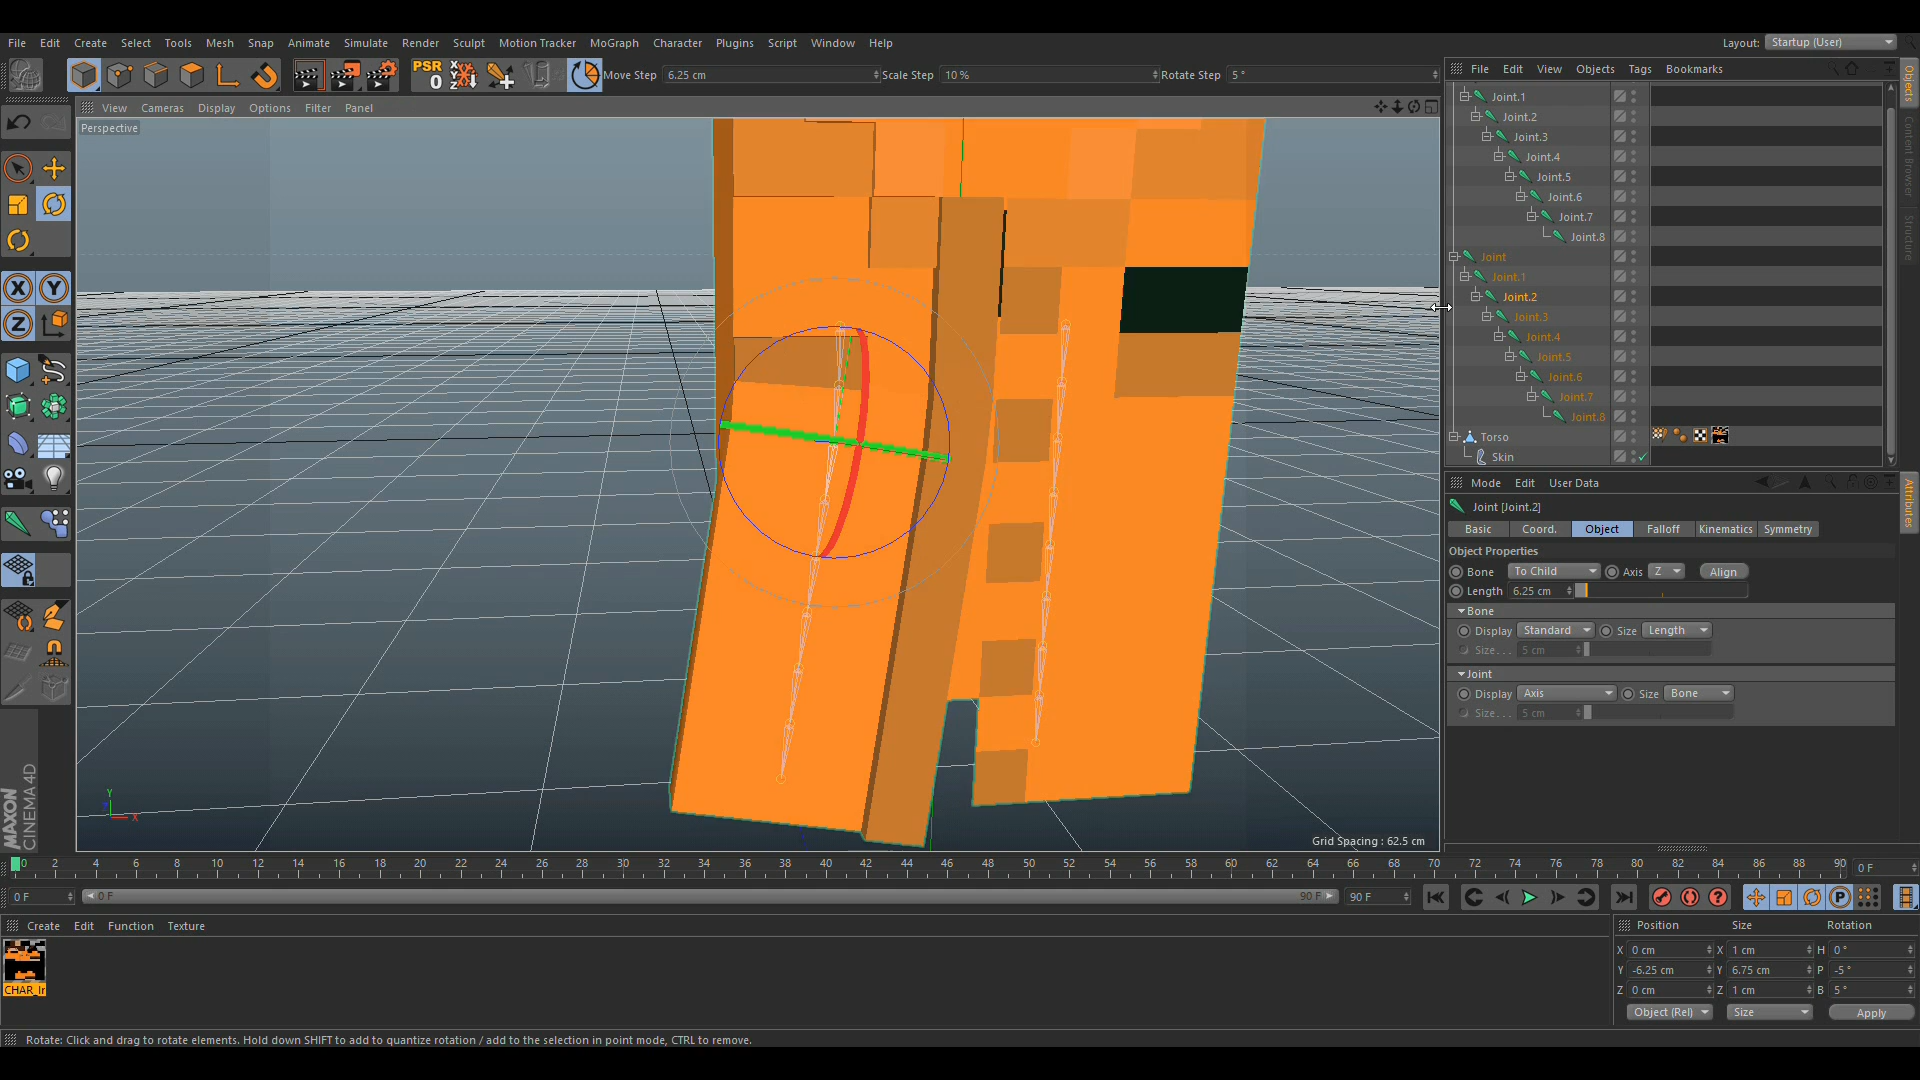 File Edit Create Select Tools Mesh Snap Animate Simulate Render Sculpt Motion Tracker MoGraph Character Plugins Script Window Help Layout: Startup (User)
PSR 0 Move Step 6.25 cm Scale Step 10 % Rotate Step 5 °
File Edit View Objects Tags Bookmarks
View Cameras Display Options Filter Panel
Perspective
Joint.1
Joint.2
Joint.3
Joint.4
Joint.5
Joint.6
Joint.7
Joint.8
Joint
Joint.1
Joint.2
Joint.3
Joint.4
Joint.5
Joint.6
Joint.7
Joint.8
Torso
Skin
Objects
Content Browser
Structure
X Y
Z
Mode Edit User Data
Attributes
Joint [Joint.2]
Basic Coord. Object Falloff Kinematics Symmetry
Object Properties
Bone To Child Axis Z Align
Length 6.25 cm
Bone
Display Standard Size Length
Size . . . 5 cm
Joint
Display Axis Size Bone
Size . . . 5 cm
Y
X
Grid Spacing : 62.5 cm
MAXON CINEMA 4D
0 2 4 6 8 10 12 14 16 18 20 22 24 26 28 30 32 34 36 38 40 42 44 46 48 50 52 54 56 58 60 62 64 66 68 70 72 74 76 78 80 82 84 86 88 90 0 F
0 F 0 F 90 F 90 F
Create Edit Function Texture
CHAR_Ir
Position Size Rotation
X 0 cm X 1 cm H 0 °
Y -6.25 cm Y 6.75 cm P -5 °
Z 0 cm Z 1 cm B 5 °
Object (Rel) Size Apply
Rotate: Click and drag to rotate elements. Hold down SHIFT to add to quantize rotation / add to the selection in point mode, CTRL to remove.